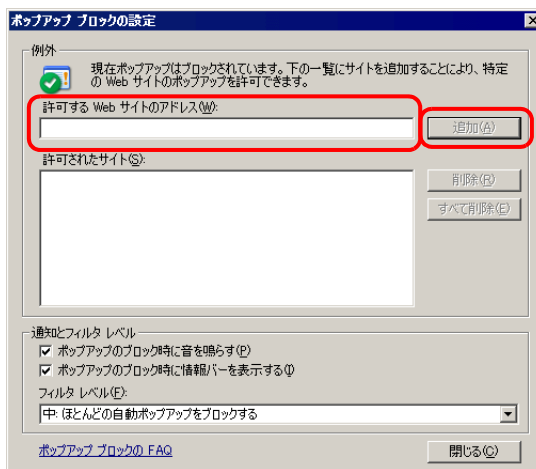 ポップアップ ブロックの設定
例外
現在ポップアップはブロックされています。下の一覧にサイトを追加することにより、特定
の Web サイトのポップアップを許可できます。
許可する Web サイトのアドレス(W):
追加(A)
許可されたサイト(S):
削除(R)
すべて削除(E)
通知とフィルタ レベル
ポップアップのブロック時に音を鳴らす(P)
ポップアップのブロック時に情報バーを表示する(I)
フィルタ レベル(F):
中: ほとんどの自動ポップアップをブロックする
ポップアップ ブロックの FAQ
閉じる(C)